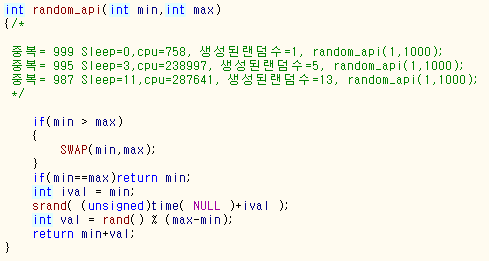 int random_api(int min,int max)
{/*
중복= 999 Sleep=0,cpu=758, 생성된랜덤수=1, random_api(1,1000);
중복= 995 Sleep=3,cpu=238997, 생성된랜덤수=5, random_api(1,1000);
중복= 987 Sleep=11,cpu=287641, 생성된랜덤수=13, random_api(1,1000);
*/
if(min > max)
{
SWAP(min,max);
}
if(min==max)return min;
int ival = min;
srand( (unsigned)time( NULL )+ival );
int val = rand() % (max-min);
return min+val;
}